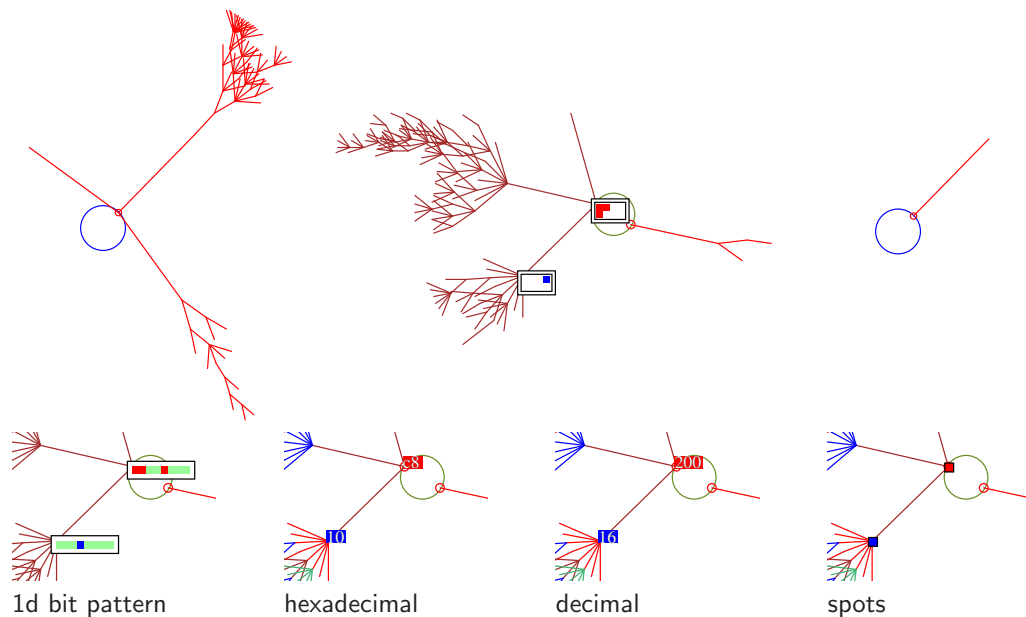 c8
200
10
16
1d bit pattern
hexadecimal
decimal
spots